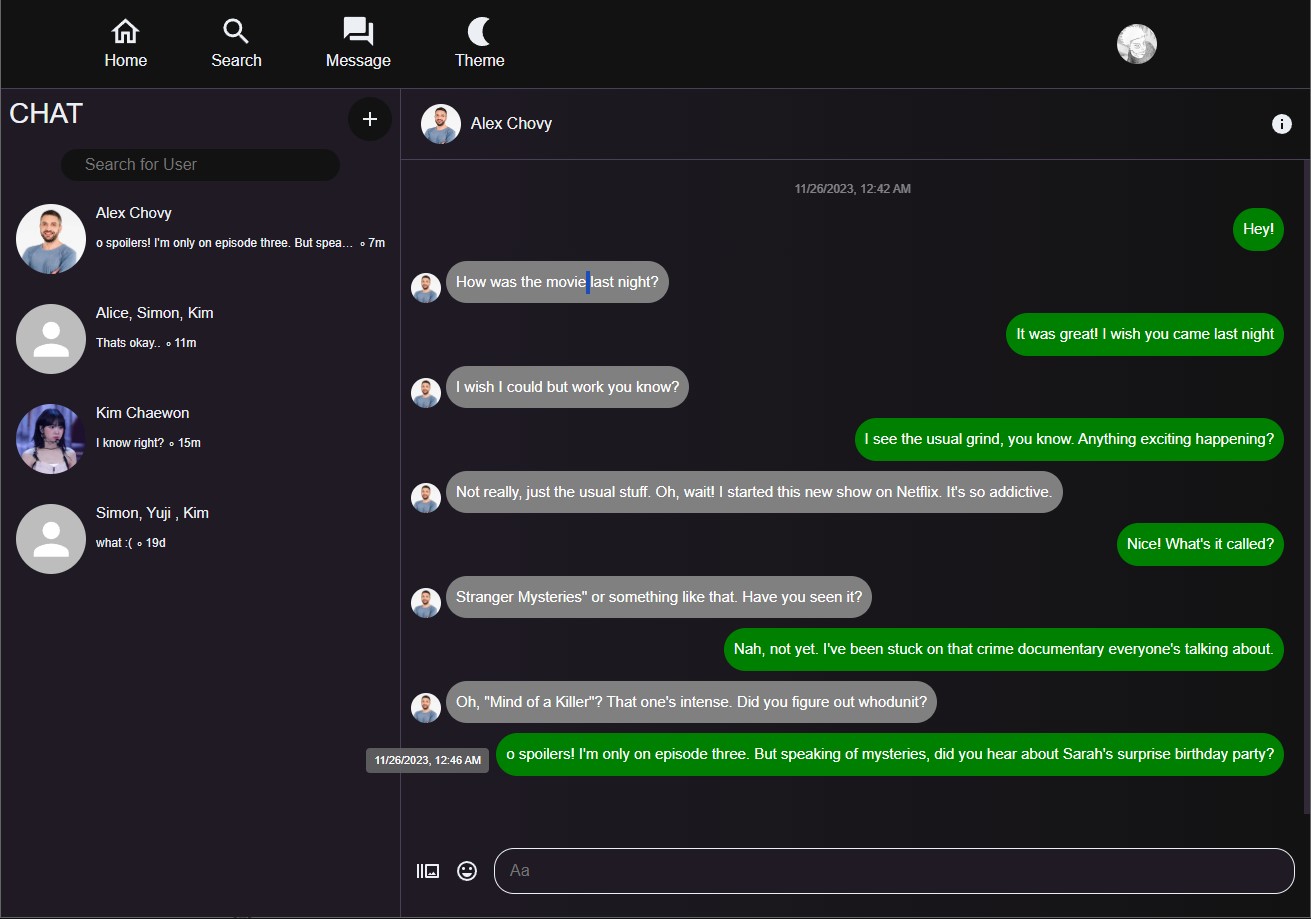 Home Search Message Theme
CHAT
+
Search for User
Alex Chovy
o spoilers! I'm only on episode three. But spea... ∘ 7m
Alice, Simon, Kim
Thats okay.. ∘ 11m
Kim Chaewon
I know right? ∘ 15m
Simon, Yuji , Kim
what :( ∘ 19d
Alex Chovy
11/26/2023, 12:42 AM
Hey!
How was the movie last night?
It was great! I wish you came last night
I wish I could but work you know?
I see the usual grind, you know. Anything exciting happening?
Not really, just the usual stuff. Oh, wait! I started this new show on Netflix. It's so addictive.
Nice! What's it called?
Stranger Mysteries" or something like that. Have you seen it?
Nah, not yet. I've been stuck on that crime documentary everyone's talking about.
Oh, "Mind of a Killer"? That one's intense. Did you figure out whodunit?
11/26/2023, 12:46 AM
o spoilers! I'm only on episode three. But speaking of mysteries, did you hear about Sarah's surprise birthday party?
Aa